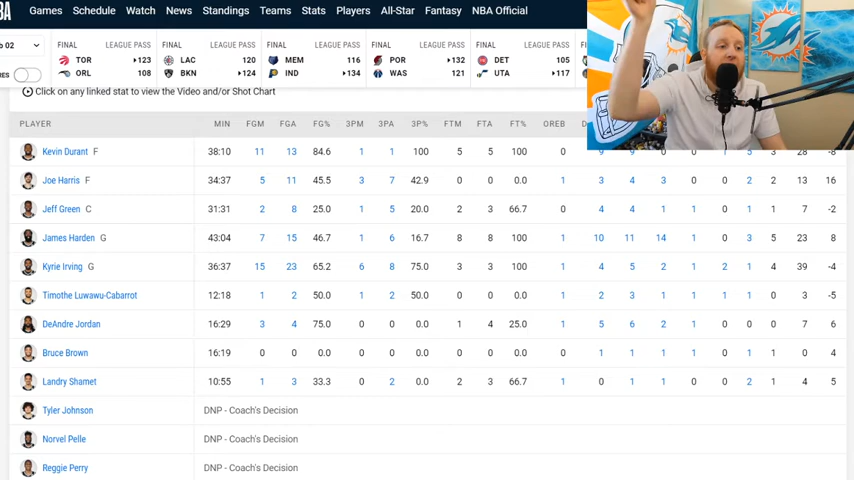 BA Games Schedule Watch News Standings Teams Stats Players All-Star Fantasy NBA Official
b 02 FINAL LEAGUE PASS FINAL LEAGUE PASS FINAL LEAGUE PASS FINAL LEAGUE PASS FINAL LEAGUE PASS
TOR 123 LAC 120 MEM 116 POR 132 DET 105
RES ORL 108 BKN 124 IND 134 WAS 121 UTA 117
Click on any linked stat to view the Video and/or Shot Chart
PLAYER MIN FGM FGA FG% 3PM 3PA 3P% FTM FTA FT% OREB D
Kevin Durant F 38:10 11 13 84.6 1 1 100 5 5 100 0 9 9 0 0 1 5 3 28 -8
Joe Harris F 34:37 5 11 45.5 3 7 42.9 0 0 0.0 1 3 4 3 0 0 2 2 13 16
Jeff Green C 31:31 2 8 25.0 1 5 20.0 2 3 66.7 0 4 4 1 1 0 1 1 7 -2
James Harden G 43:04 7 15 46.7 1 6 16.7 8 8 100 1 10 11 14 1 0 3 5 23 8
Kyrie Irving G 36:37 15 23 65.2 6 8 75.0 3 3 100 1 4 5 2 1 2 1 4 39 -4
Timothe Luwawu-Cabarrot 12:18 1 2 50.0 1 2 50.0 0 0 0.0 1 2 3 1 1 1 1 0 3 -5
DeAndre Jordan 16:29 3 4 75.0 0 0 0.0 1 4 25.0 1 5 6 2 1 0 0 0 7 6
Bruce Brown 16:19 0 0 0.0 0 0 0.0 0 0 0.0 0 1 1 1 1 0 1 1 0 4
Landry Shamet 10:55 1 3 33.3 0 2 0.0 2 3 66.7 1 0 1 1 0 0 2 1 4 5
Tyler Johnson DNP - Coach's Decision
Norvel Pelle DNP - Coach's Decision
Reggie Perry DNP - Coach's Decision